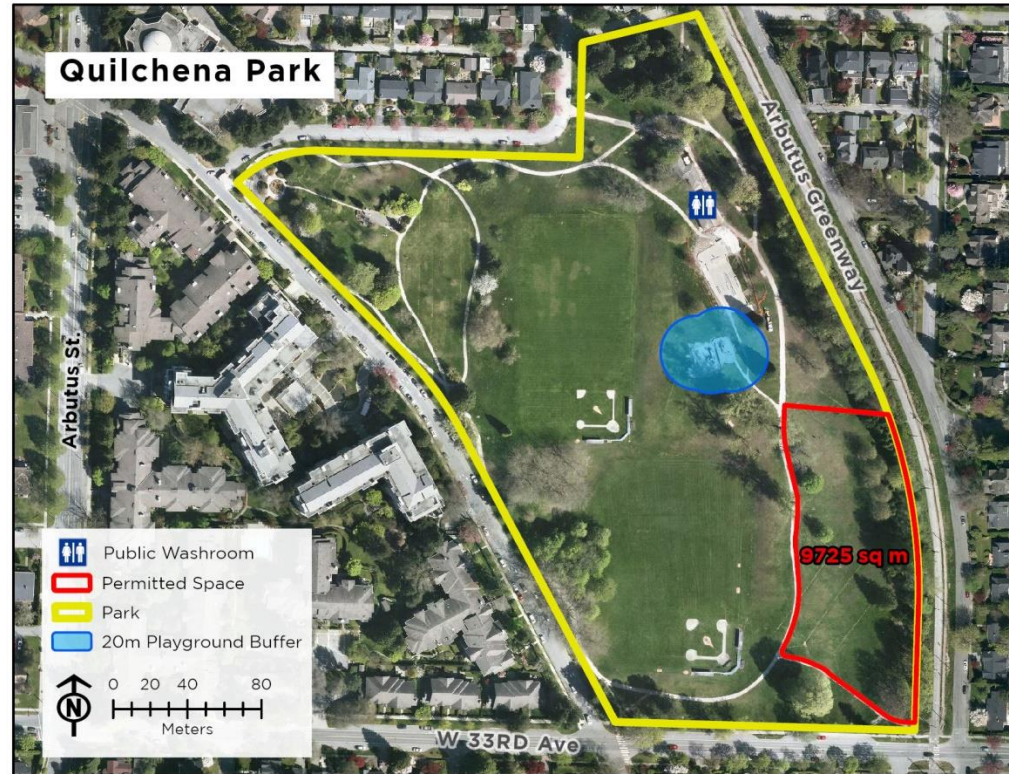 Quilchena Park
Arbutus Greenway
Arbutus St.
9725 sq m
Public Washroom
Permitted Space
Park
20m Playground Buffer
N
0 20 40 80
Meters
W 33RD Ave